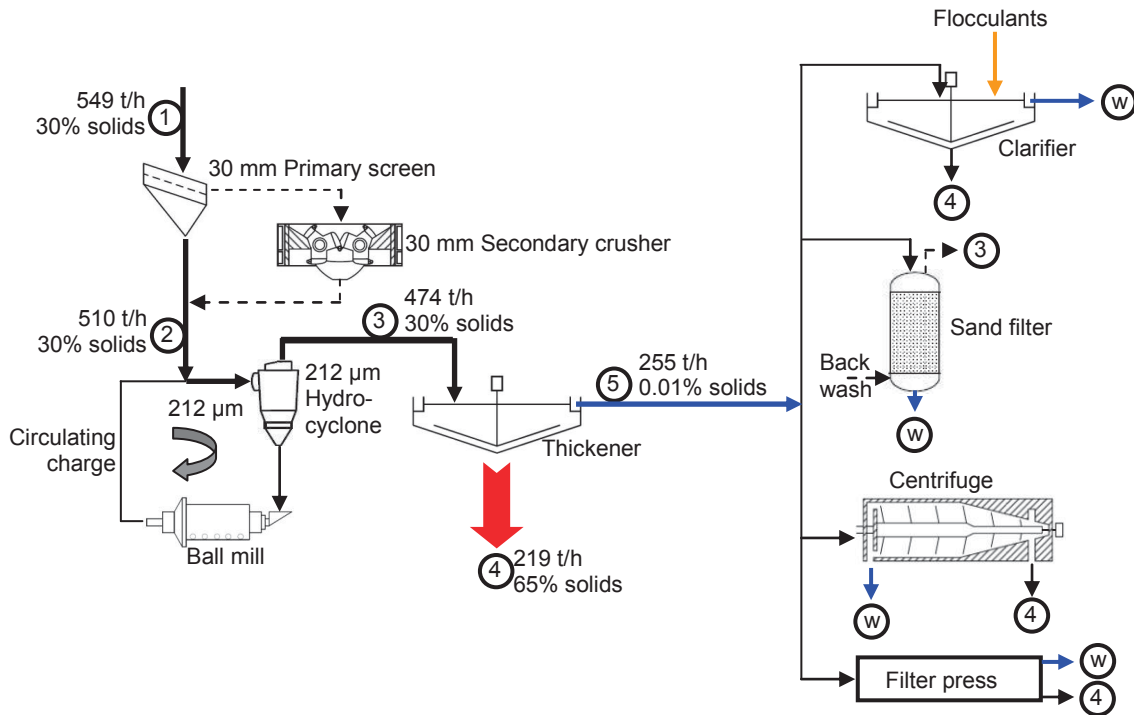 Flocculants
549 t/h
30% solids
1
w
Clarifier
4
30 mm Primary screen
30 mm Secondary crusher
3
510 t/h
30% solids
2
474 t/h
30% solids
3
Sand filter
Back
wash
w
212 µm
Hydro-
cyclone
212 µm
255 t/h
0.01% solids
5
Circulating
charge
Thickener
Ball mill
4
219 t/h
65% solids
Centrifuge
w
4
Filter press
w
4